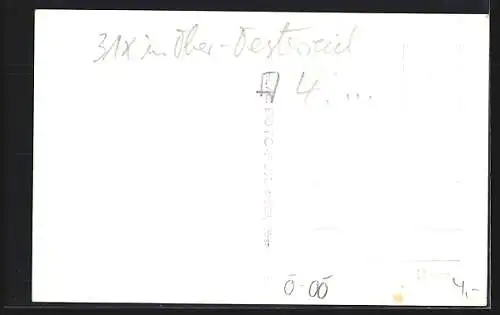 31x in Ober-Oesterreich
4....
Ö-OÖ
4,-